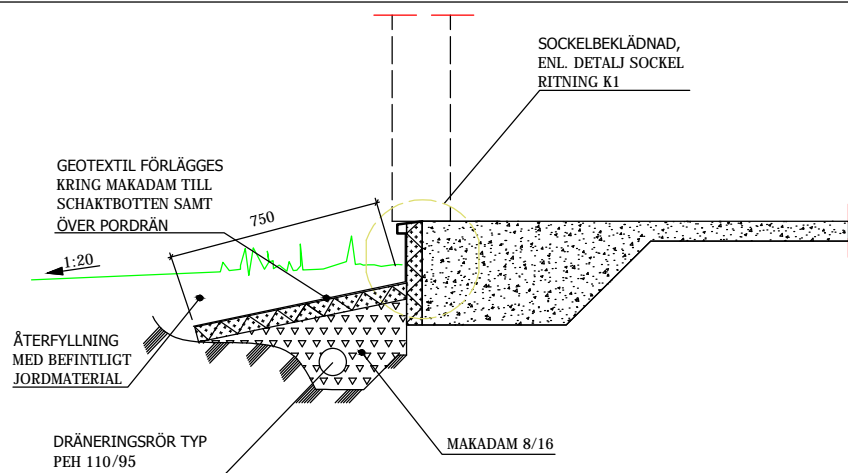 SOCKELBEKLÄDNAD,
ENL. DETALJ SOCKEL
RITNING K1
GEOTEXTIL FÖRLÄGGES
KRING MAKADAM TILL
SCHAKTBOTTEN SAMT
ÖVER PORDRÄN
750
1:20
ÅTERFYLLNING
MED BEFINTLIGT
JORDMATERIAL
DRÄNERINGSRÖR TYP
PEH 110/95
MAKADAM 8/16